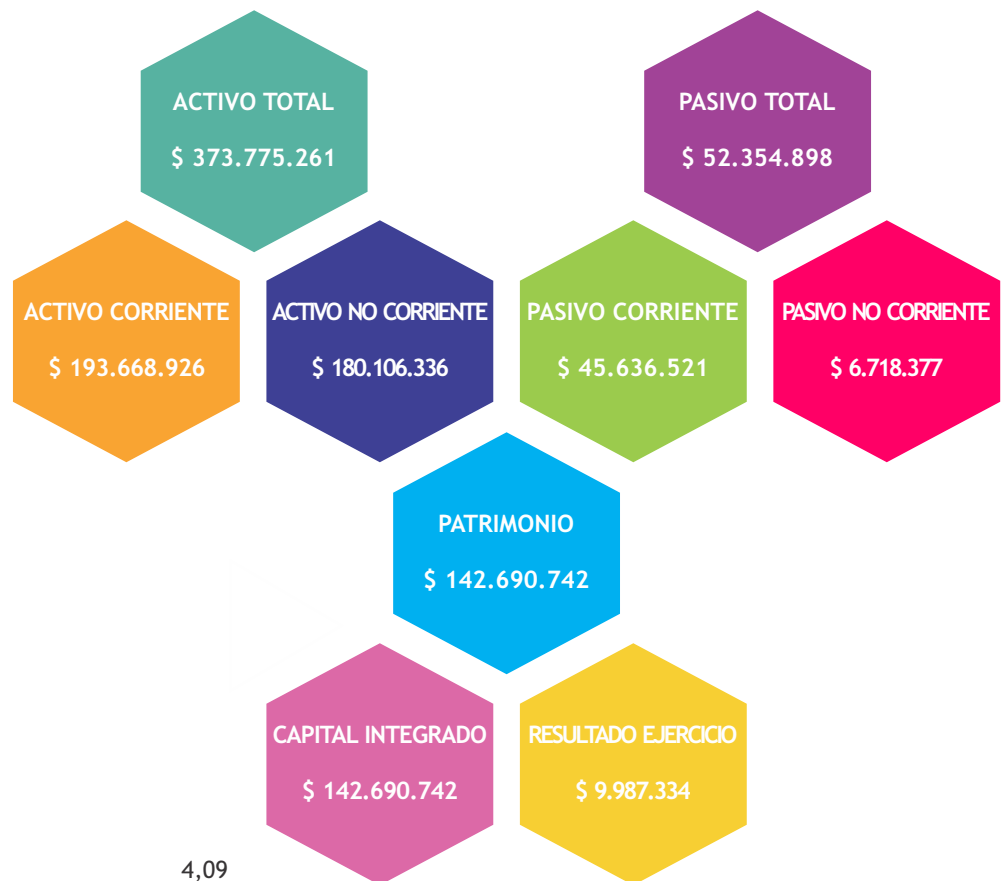 ACTIVO TOTAL
$ 373.775.261
PASIVO TOTAL
$ 52.354.898
ACTIVO CORRIENTE
$ 193.668.926
ACTIVO NO CORRIENTE
$ 180.106.336
PASIVO CORRIENTE
$ 45.636.521
PASIVO NO CORRIENTE
$ 6.718.377
PATRIMONIO
$ 142.690.742
CAPITAL INTEGRADO
$ 142.690.742
RESULTADO EJERCICIO
$ 9.987.334
4,09